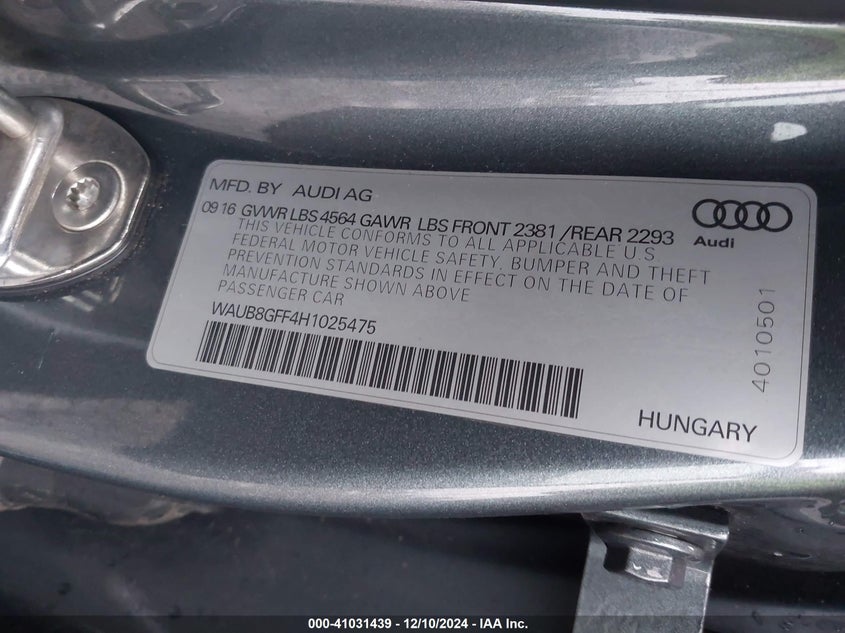 MFD. BY AUDI AG
09 16 GVWR LBS 4564 GAWR LBS FRONT 2381 /REAR 2293
THIS VEHICLE CONFORMS TO ALL APPLICABLE U.S.
FEDERAL MOTOR VEHICLE SAFETY, BUMPER AND THEFT
PREVENTION STANDARDS IN EFFECT ON THE DATE OF
MANUFACTURE SHOWN ABOVE
PASSENGER CAR
WAUB8GFF4H1025475
Audi
4010501
HUNGARY
000-41031439 - 12/10/2024 - IAA Inc.